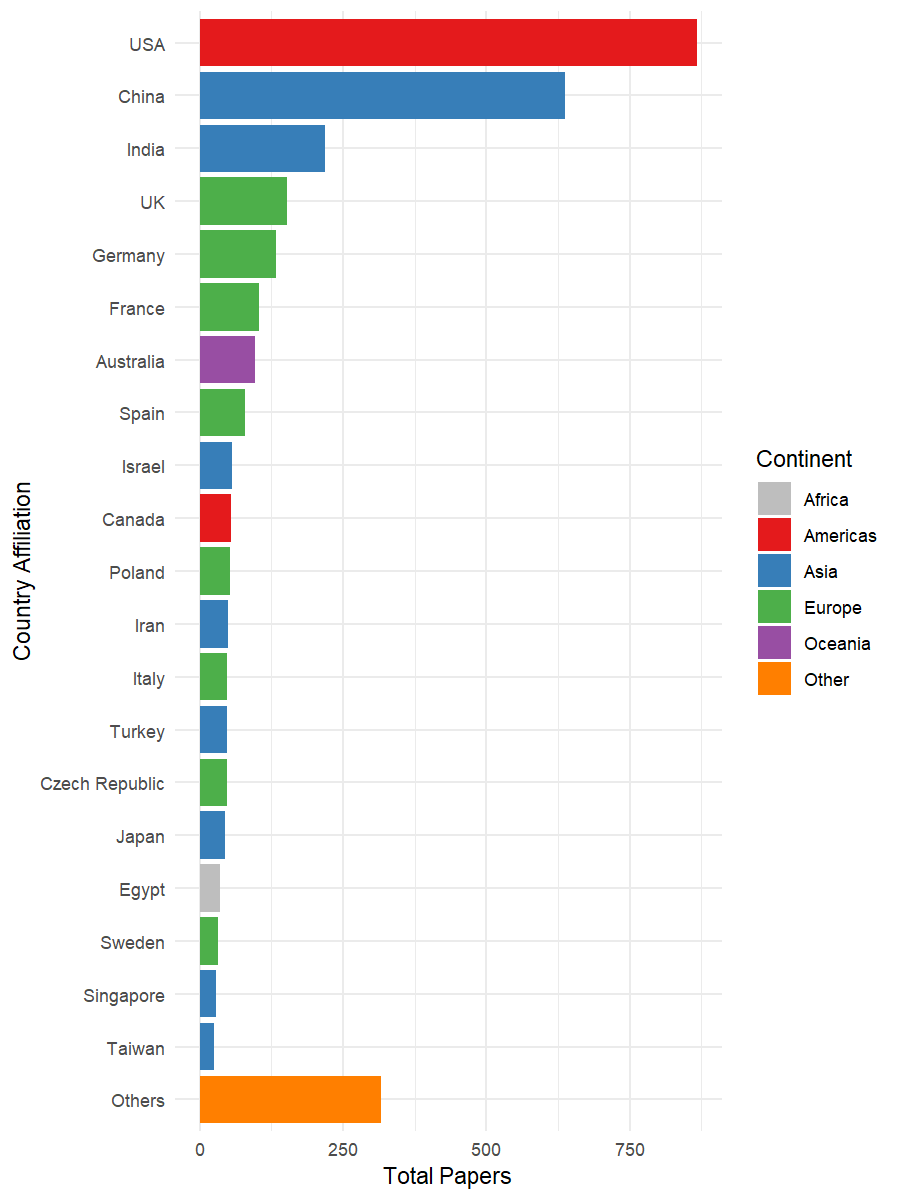 USA
China
India
UK
Germany
France
Australia
Spain
Israel
Canada
Poland
Iran
Italy
Turkey
Czech Republic
Japan
Egypt
Sweden
Singapore
Taiwan
Others
Country Affiliation
0 250 500 750
Total Papers
Continent
Africa
Americas
Asia
Europe
Oceania
Other